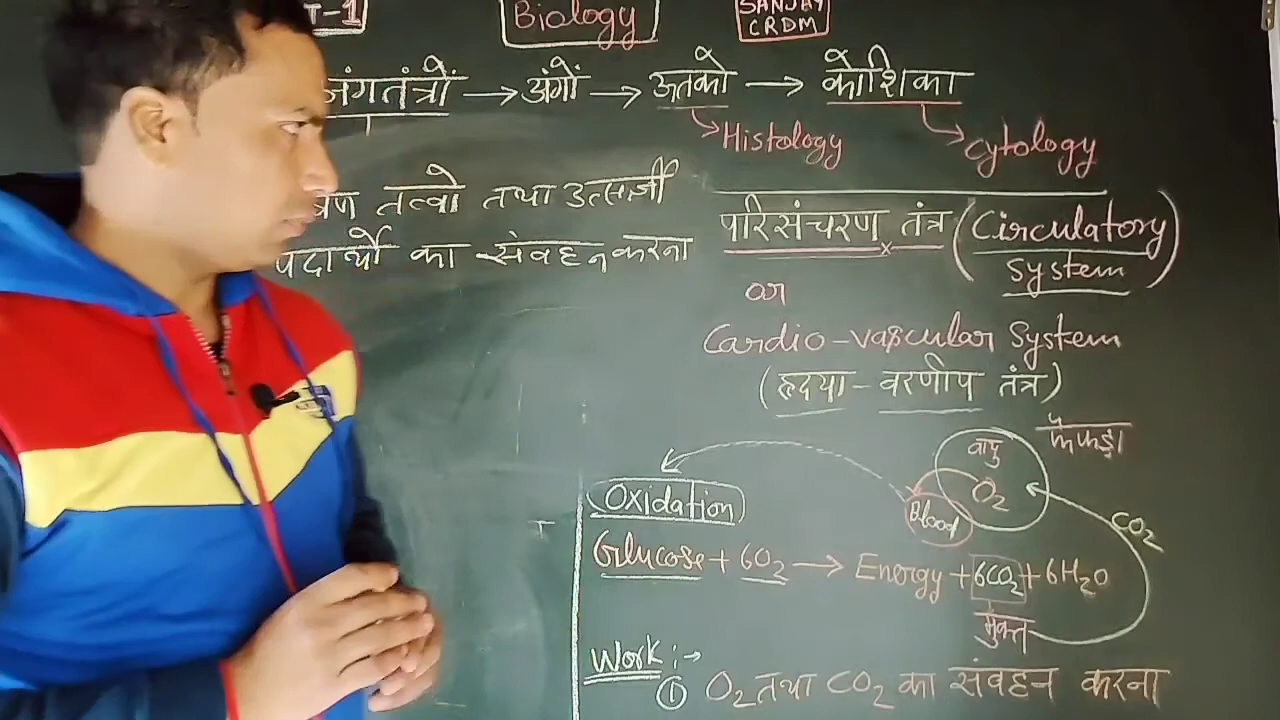 T-1
Biology
SANJAY
CRDM
अंगतंत्रों → अंगों → ऊतको → कोशिका
Histology
Cytology
तत्वो तथा उत्सर्जी
पदार्थो का संवहन करना
परिसंचरण तंत्र (Circulatory
System)
or
Cardio-vascular System
(हृदया - वरणीय तंत्र)
फेफड़ा
वायु
O₂
Blood
CO₂
Oxidation
Glucose + 6O₂ → Energy + 6CO₂ + 6H₂O
मुक्त
Work :→
① O₂ तथा CO₂ का संवहन करना